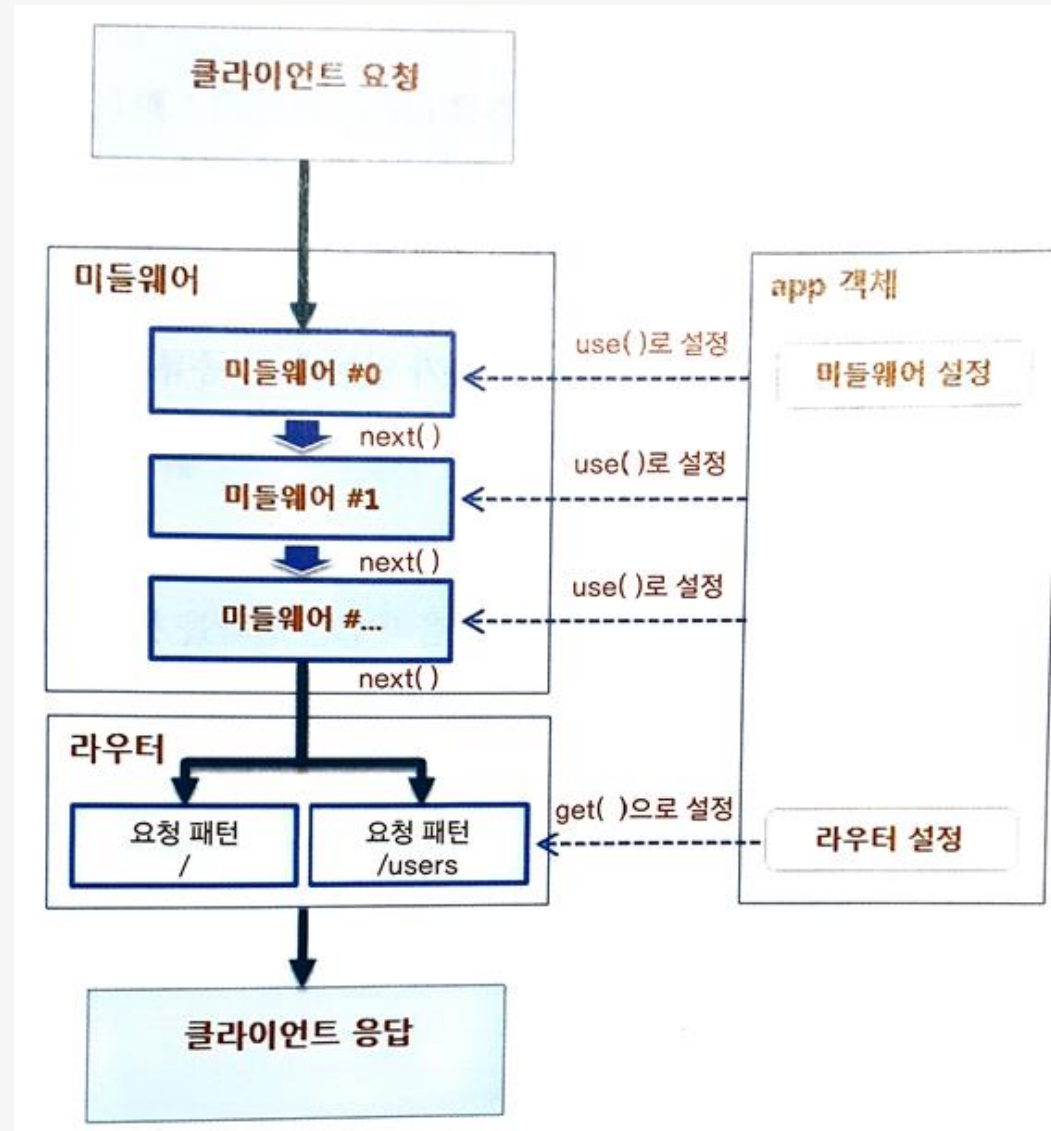 클라이언트 요청
미들웨어
app 객체
미들웨어 #0
use( )로 설정
미들웨어 설정
next( )
미들웨어 #1
use( )로 설정
next( )
미들웨어 #...
use( )로 설정
next( )
라우터
요청 패턴
/
요청 패턴
/users
get( )으로 설정
라우터 설정
클라이언트 응답